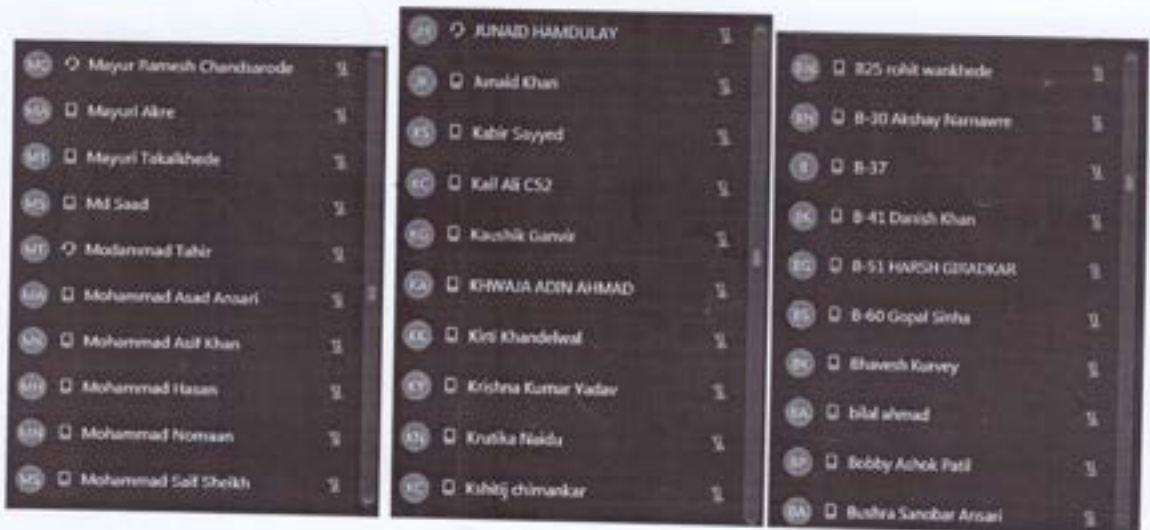 MC Mayur Ramesh Chandsarode
MA Mayuri Akre
MT Mayuri Takalkhede
MS Md Saad
MT Modammad Tahir
MA Mohammad Asad Ansari
Mohammad Asif Khan
MH Mohammad Hasan
MN Mohammad Nomaan
MS Mohammad Saif Sheikh
JH JUNAID HAMDULAY
JK Junaid Khan
KS Kabir Sayyed
KC Kaif Ali C52
KG Kaushik Ganvir
KA KHWAJA ADIN AHMAD
KK Kirti Khandelwal
KY Krishna Kumar Yadav
KN Krutika Naidu
KC Kshitij chimankar
B25 rohit wankhede
BN B-30 Akshay Narnawre
B B-37
BK B-41 Danish Khan
BG B-51 HARSH GIRADKAR
BS B-60 Gopal Sinha
BK Bhavesh Kurvey
BA bilal ahmad
BP Bobby Ashok Patil
BA Bushra Sanobar Ansari